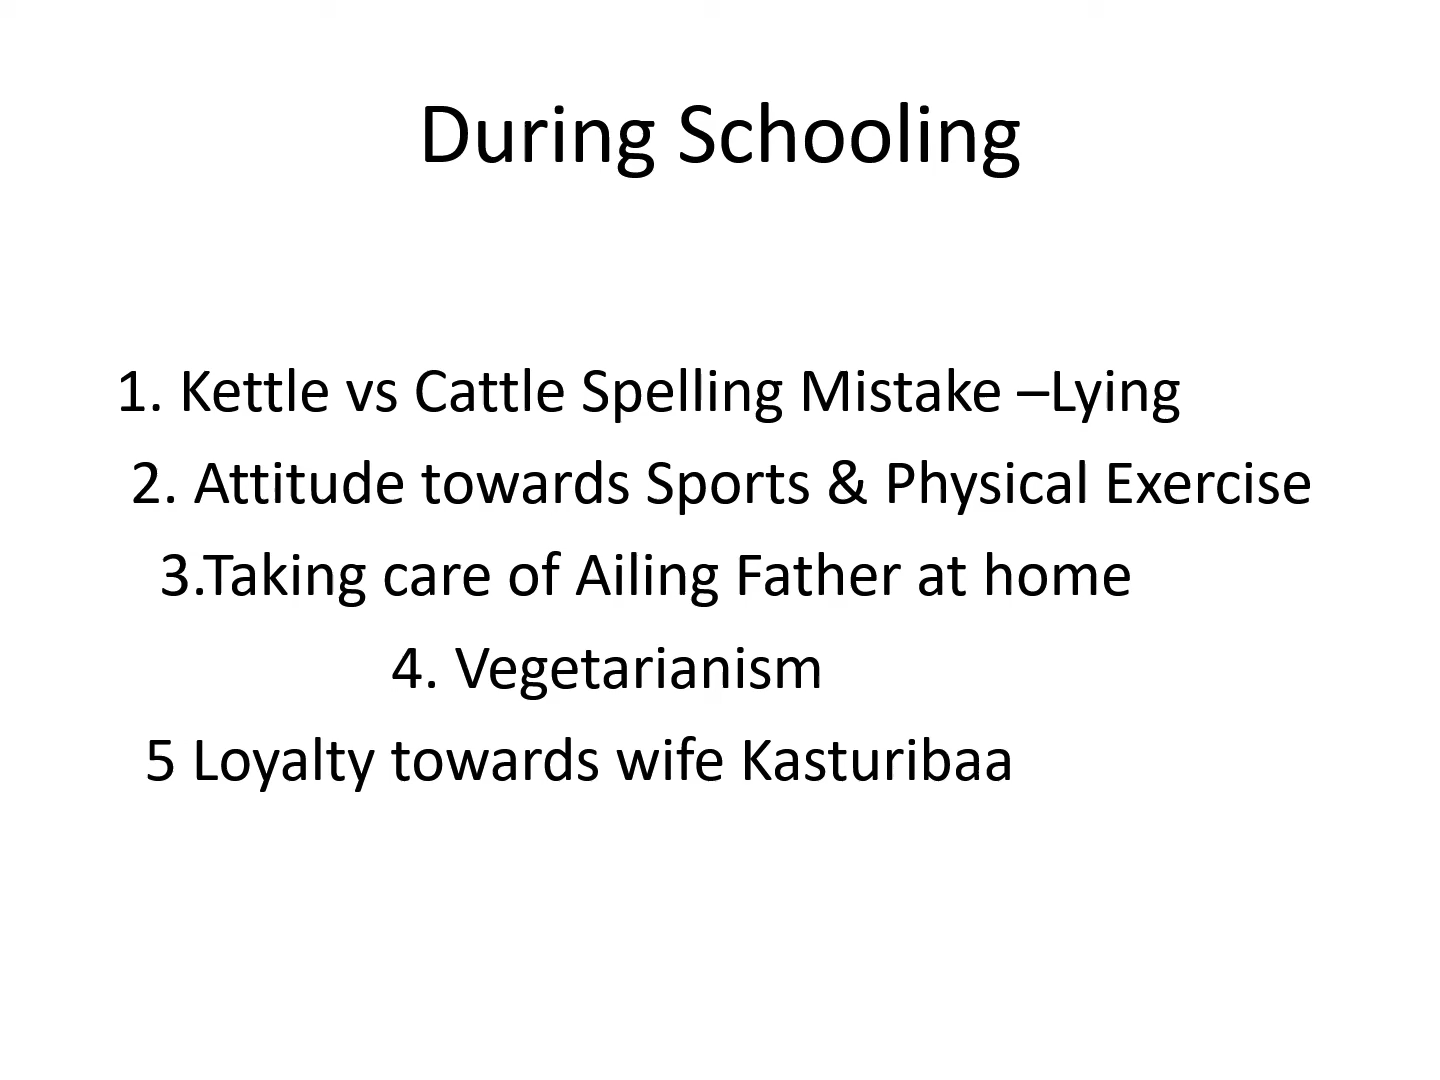 During Schooling
1. Kettle vs Cattle Spelling Mistake –Lying
2. Attitude towards Sports & Physical Exercise
3.Taking care of Ailing Father at home
4. Vegetarianism
5 Loyalty towards wife Kasturibaa